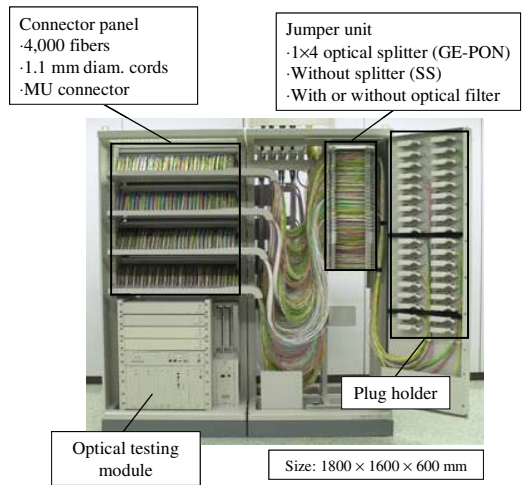 Connector panel
·4,000 fibers
·1.1 mm diam. cords
·MU connector
Jumper unit
·1×4 optical splitter (GE-PON)
·Without splitter (SS)
·With or without optical filter
Plug holder
Optical testing
module
Size: 1800 × 1600 × 600 mm